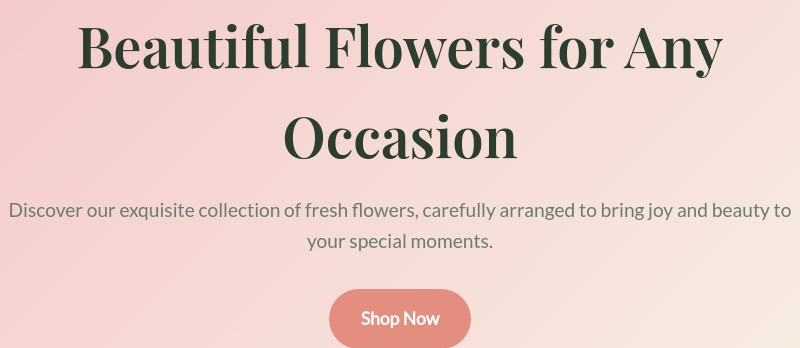 Beautiful Flowers for Any
Occasion
Discover our exquisite collection of fresh flowers, carefully arranged to bring joy and beauty to
your special moments.
Shop Now